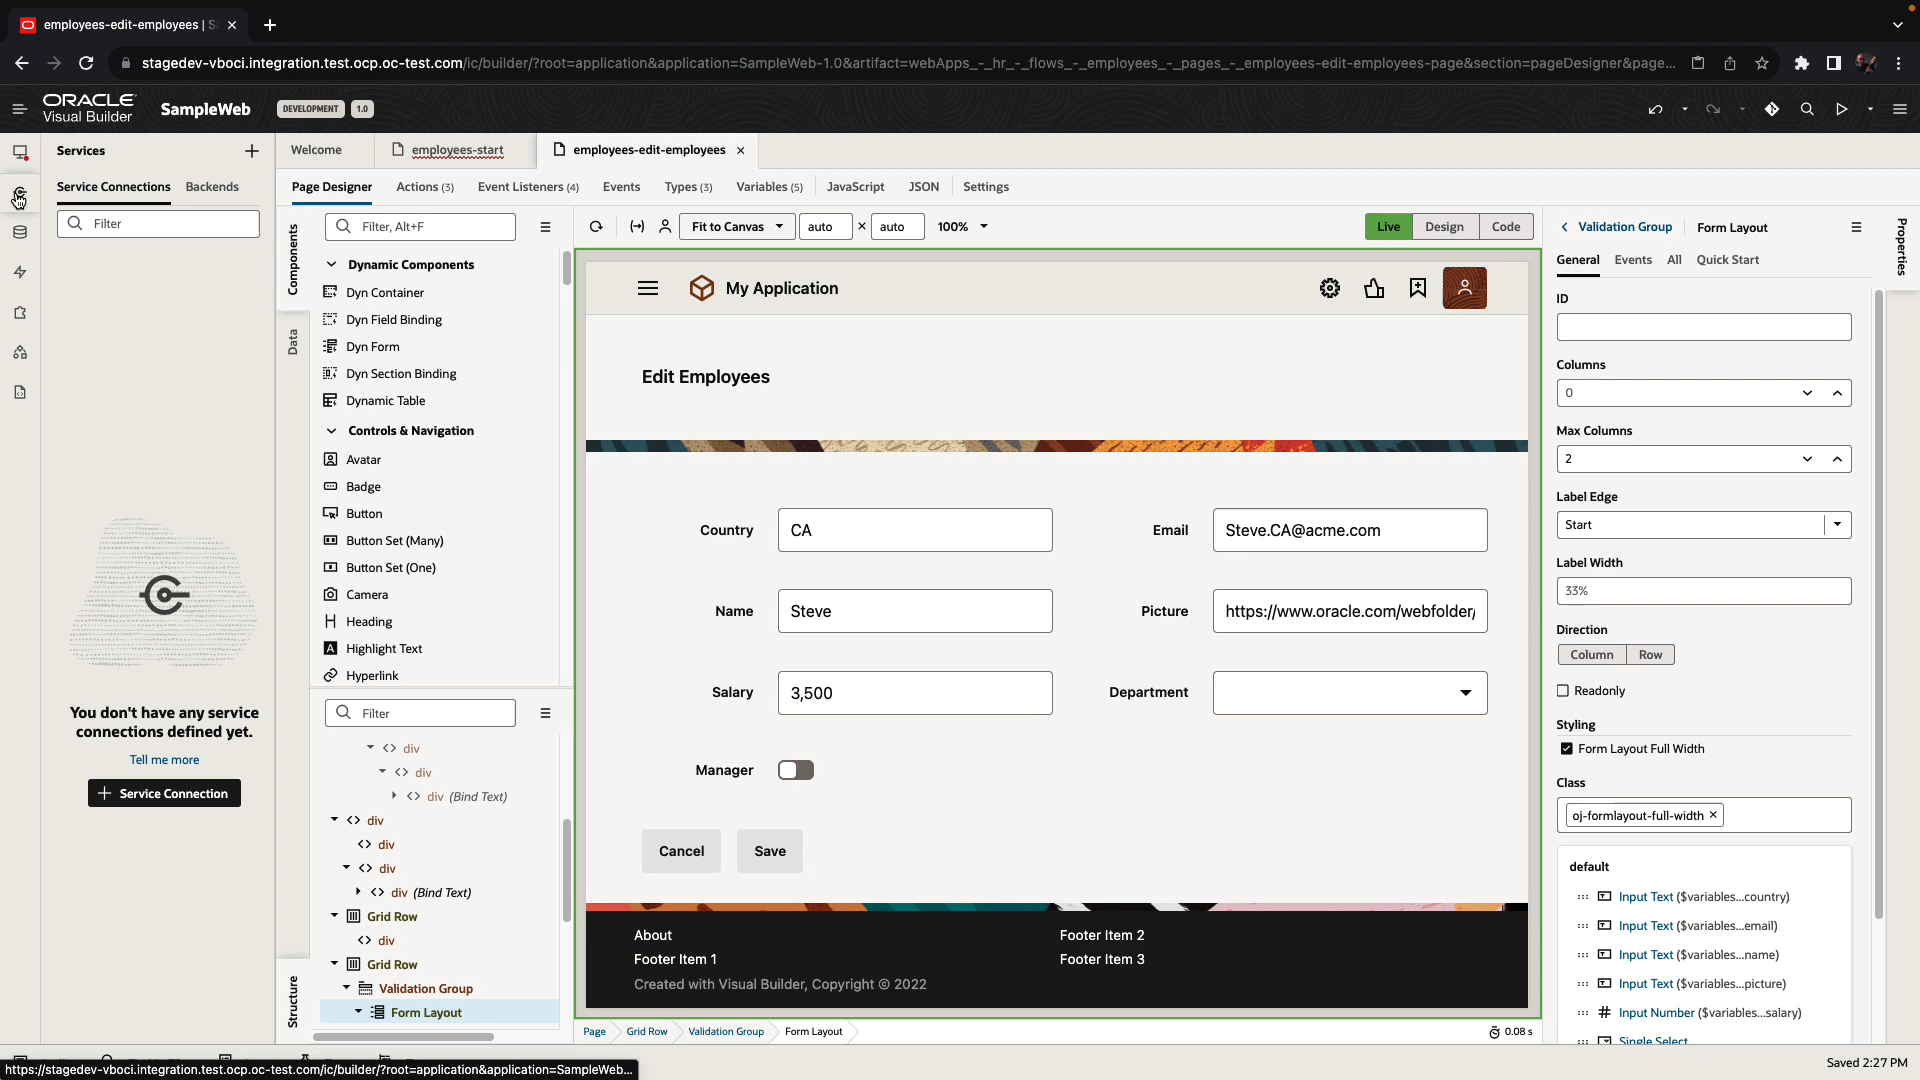 employees-edit-employees | S
stagedev-vboci.integration.test.ocp.oc-test.com/ic/builder/?root=application&application=SampleWeb-1.0&artifact=webApps_-_hr_-_flows_-_employees_-_pages_-_employees-edit-employees-page&section=pageDesigner&page...
ORACLE
Visual Builder
SampleWeb
DEVELOPMENT
1.0
Services
Service Connections
Backends
Filter
You don't have any service
connections defined yet.
Tell me more
Service Connection
Welcome
employees-start
employees-edit-employees
Page Designer
Actions (3)
Event Listeners (4)
Events
Types (3)
Variables (5)
JavaScript
JSON
Settings
Components
Data
Structure
Filter, Alt+F
Dynamic Components
Dyn Container
Dyn Field Binding
Dyn Form
Dyn Section Binding
Dynamic Table
Controls & Navigation
Avatar
Badge
Button
Button Set (Many)
Button Set (One)
Camera
Heading
Highlight Text
Hyperlink
Filter
div
div
div (Bind Text)
div
div
div
div (Bind Text)
Grid Row
div
Grid Row
Validation Group
Form Layout
Fit to Canvas
auto
×
auto
100%
Live
Design
Code
My Application
Edit Employees
Country
CA
Email
Steve.CA@acme.com
Name
Steve
Picture
https://www.oracle.com/webfolder/
Salary
3,500
Department
Manager
Cancel
Save
About
Footer Item 2
Footer Item 1
Footer Item 3
Created with Visual Builder, Copyright © 2022
Page
Grid Row
Validation Group
Form Layout
0.08 s
Validation Group
Form Layout
Properties
General
Events
All
Quick Start
ID
Columns
0
Max Columns
2
Label Edge
Start
Label Width
33%
Direction
Column
Row
Readonly
Styling
Form Layout Full Width
Class
oj-formlayout-full-width
default
Input Text ($variables...country)
Input Text ($variables...email)
Input Text ($variables...name)
Input Text ($variables...picture)
Input Number ($variables...salary)
Single Select
https://stagedev-vboci.integration.test.ocp.oc-test.com/ic/builder/?root=application&application=SampleWeb...
Saved 2:27 PM